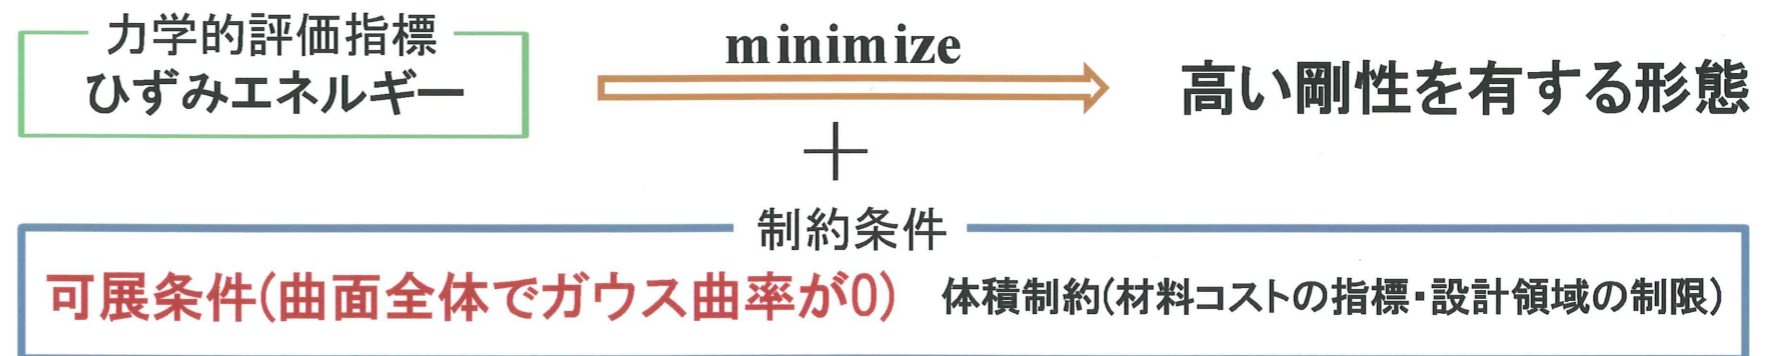 力学的評価指標
ひずみエネルギー
minimize
高い剛性を有する形態
+
制約条件
可展条件(曲面全体でガウス曲率が0) 体積制約(材料コストの指標・設計領域の制限)